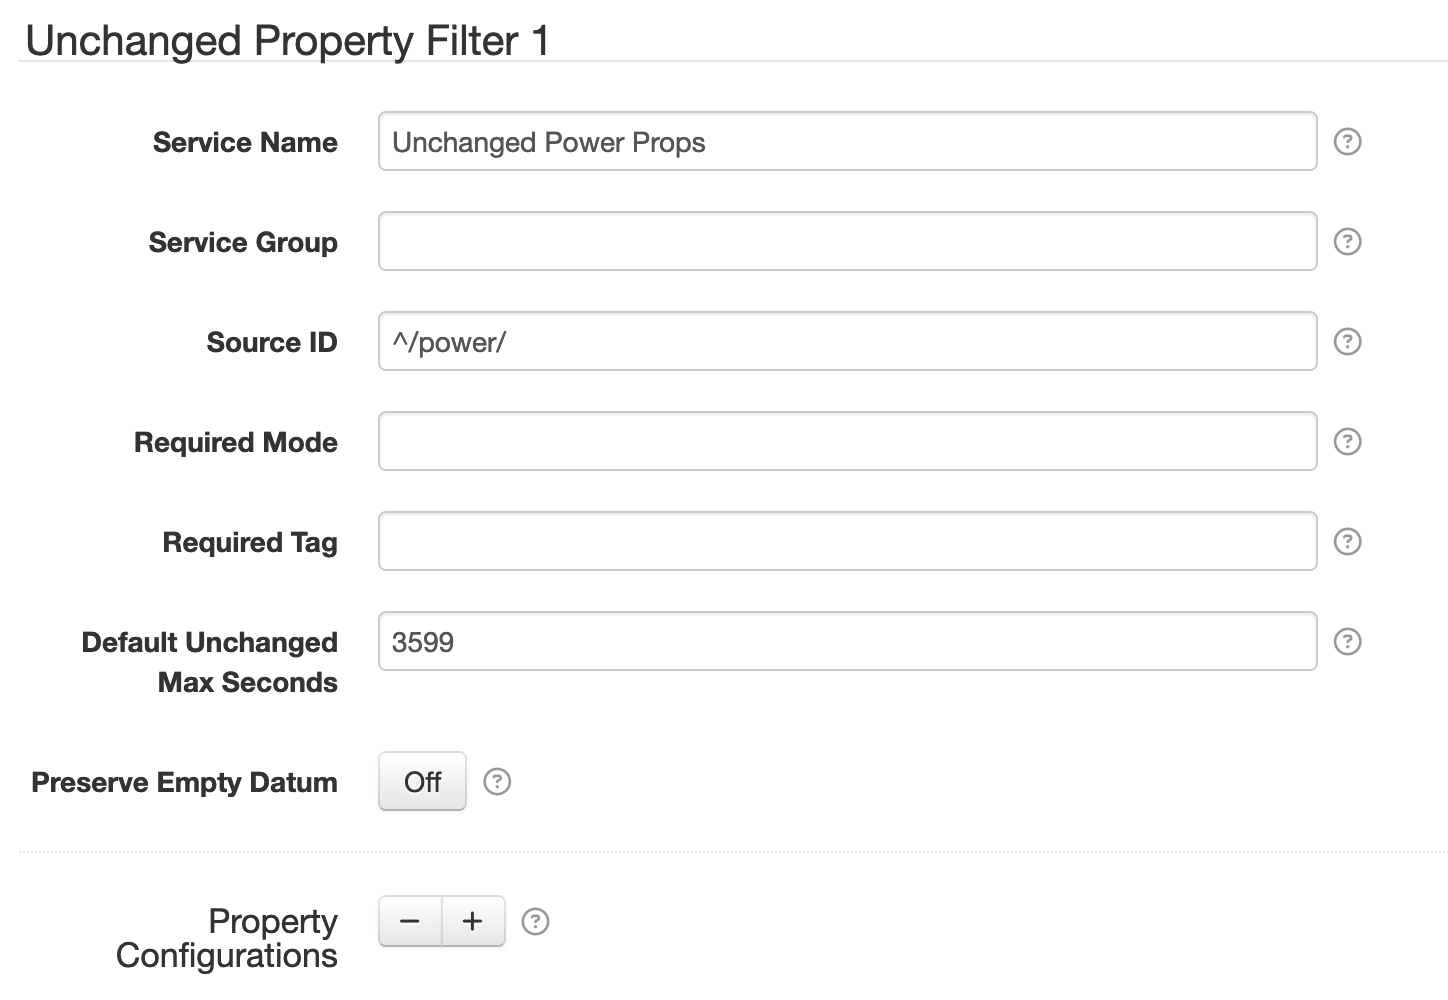 Unchanged Property Filter 1
Service Name
Unchanged Power Props
?
Service Group
?
Source ID
^/power/
?
Required Mode
?
Required Tag
?
Default Unchanged
Max Seconds
3599
?
Preserve Empty Datum
Off
?
Property
Configurations
− +
?